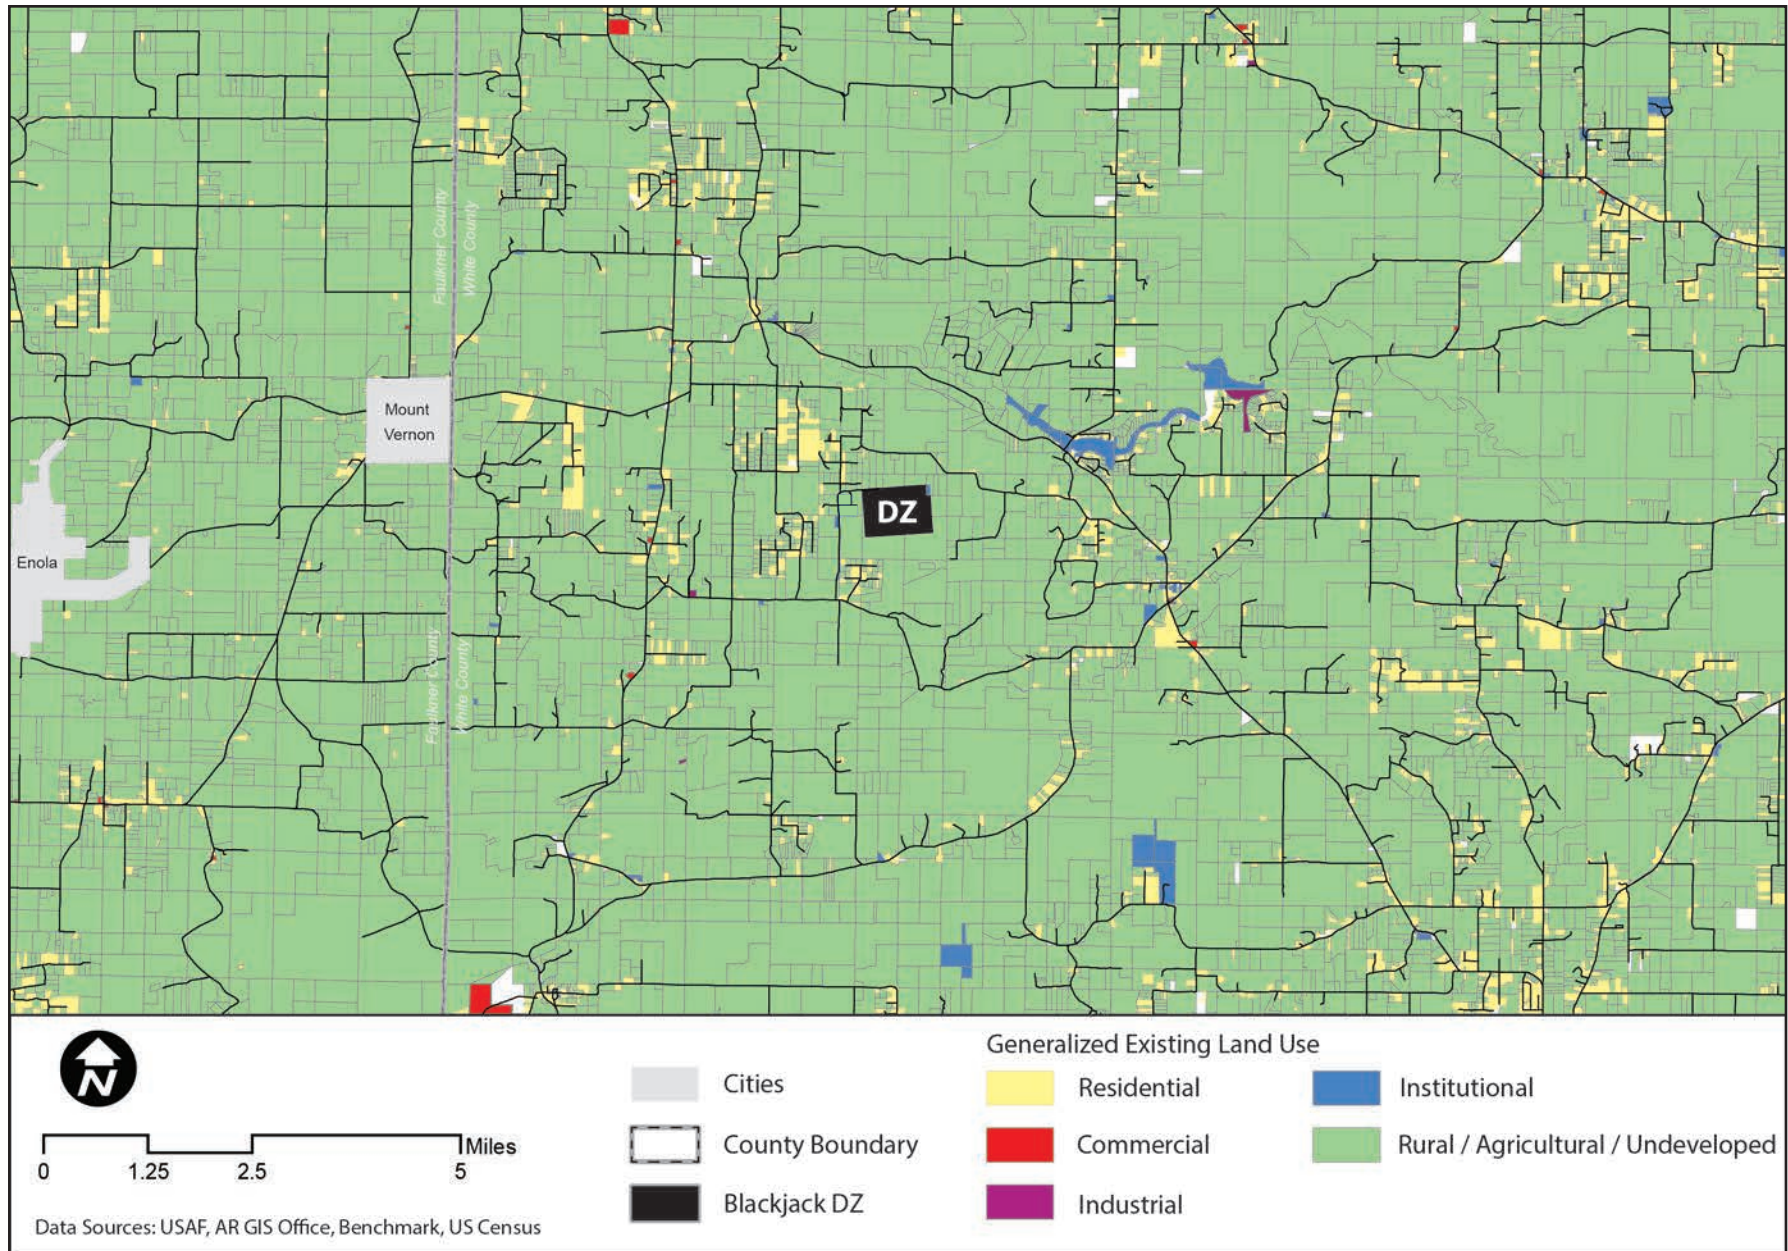 Faulkner County
White County
Mount
Vernon
DZ
Enola
Faulkner County
White County
N
Miles
0 1.25 2.5 5
Data Sources: USAF, AR GIS Office, Benchmark, US Census
Cities
County Boundary
Blackjack DZ
Generalized Existing Land Use
Residential
Commercial
Industrial
Institutional
Rural / Agricultural / Undeveloped